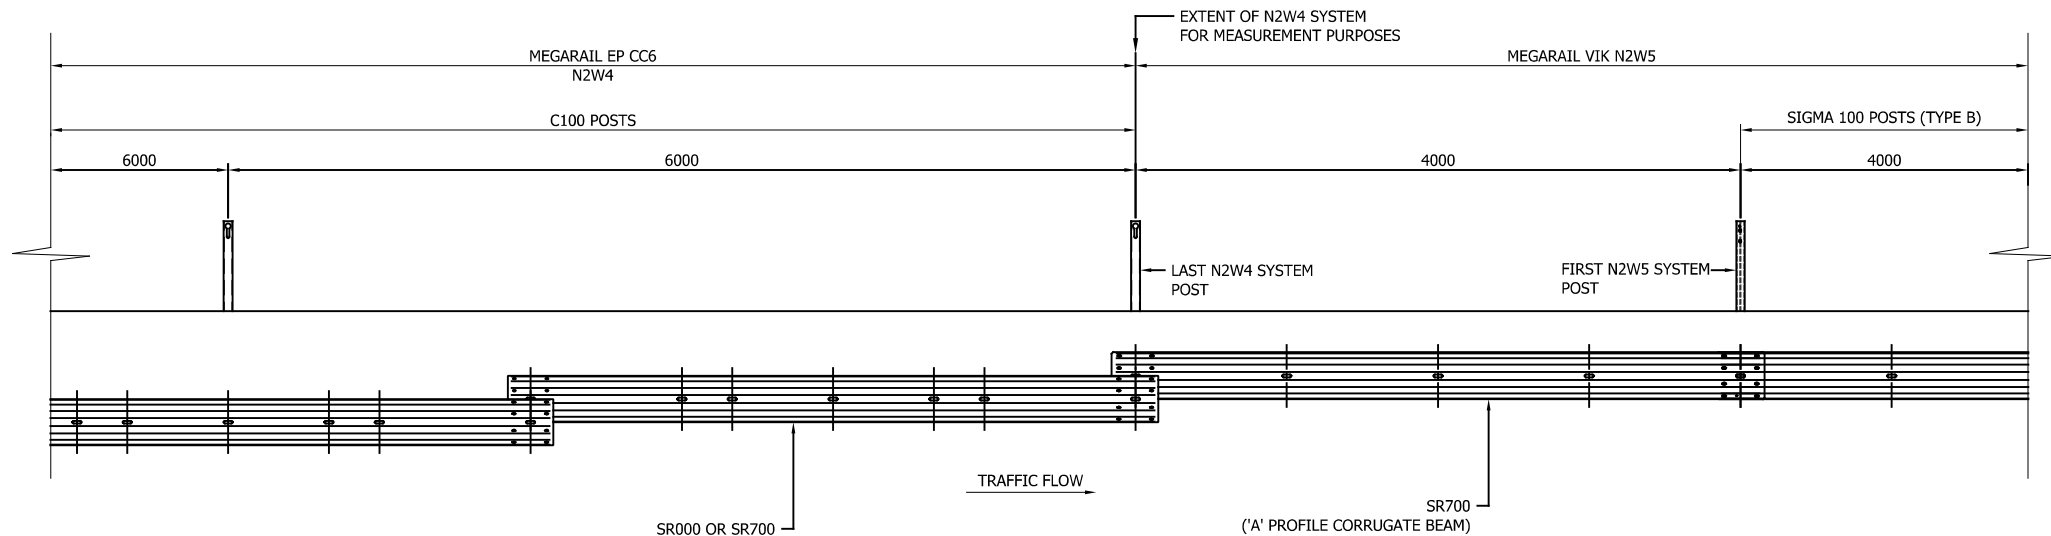 EXTENT OF N2W4 SYSTEM
FOR MEASUREMENT PURPOSES
MEGARAIL EP CC6
N2W4
MEGARAIL VIK N2W5
C100 POSTS
SIGMA 100 POSTS (TYPE B)
6000
6000
4000
4000
LAST N2W4 SYSTEM
POST
FIRST N2W5 SYSTEM
POST
TRAFFIC FLOW
SR000 OR SR700
SR700
('A' PROFILE CORRUGATE BEAM)